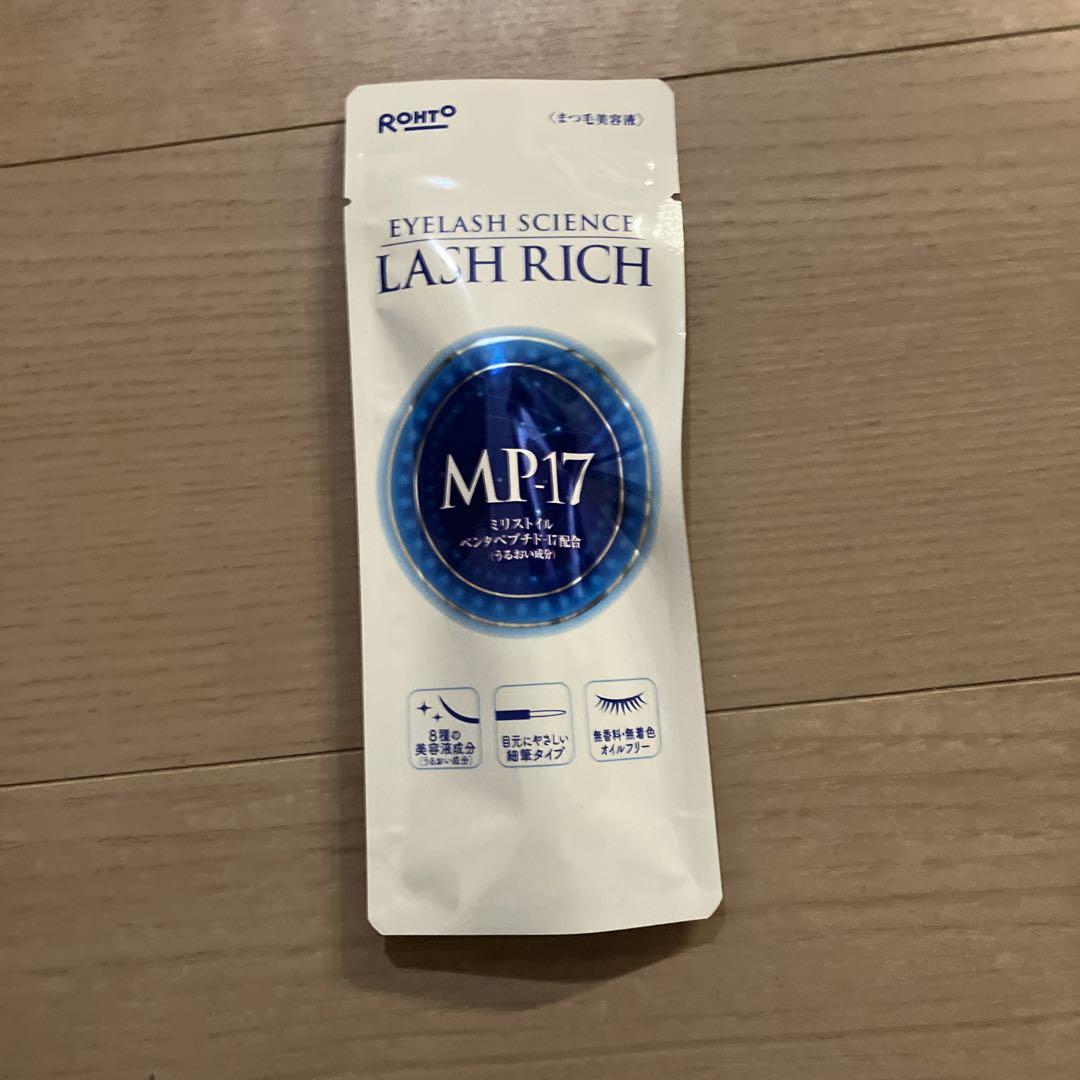 ROHTO
〈まつ毛美容液〉
EYELASH SCIENCE
LASH RICH
MP-17
ミリストイル
ペンタペプチド-17配合
(うるおい成分)
8種の
美容液成分
(うるおい成分)
目元にやさしい
細筆タイプ
無香料・無着色
オイルフリー